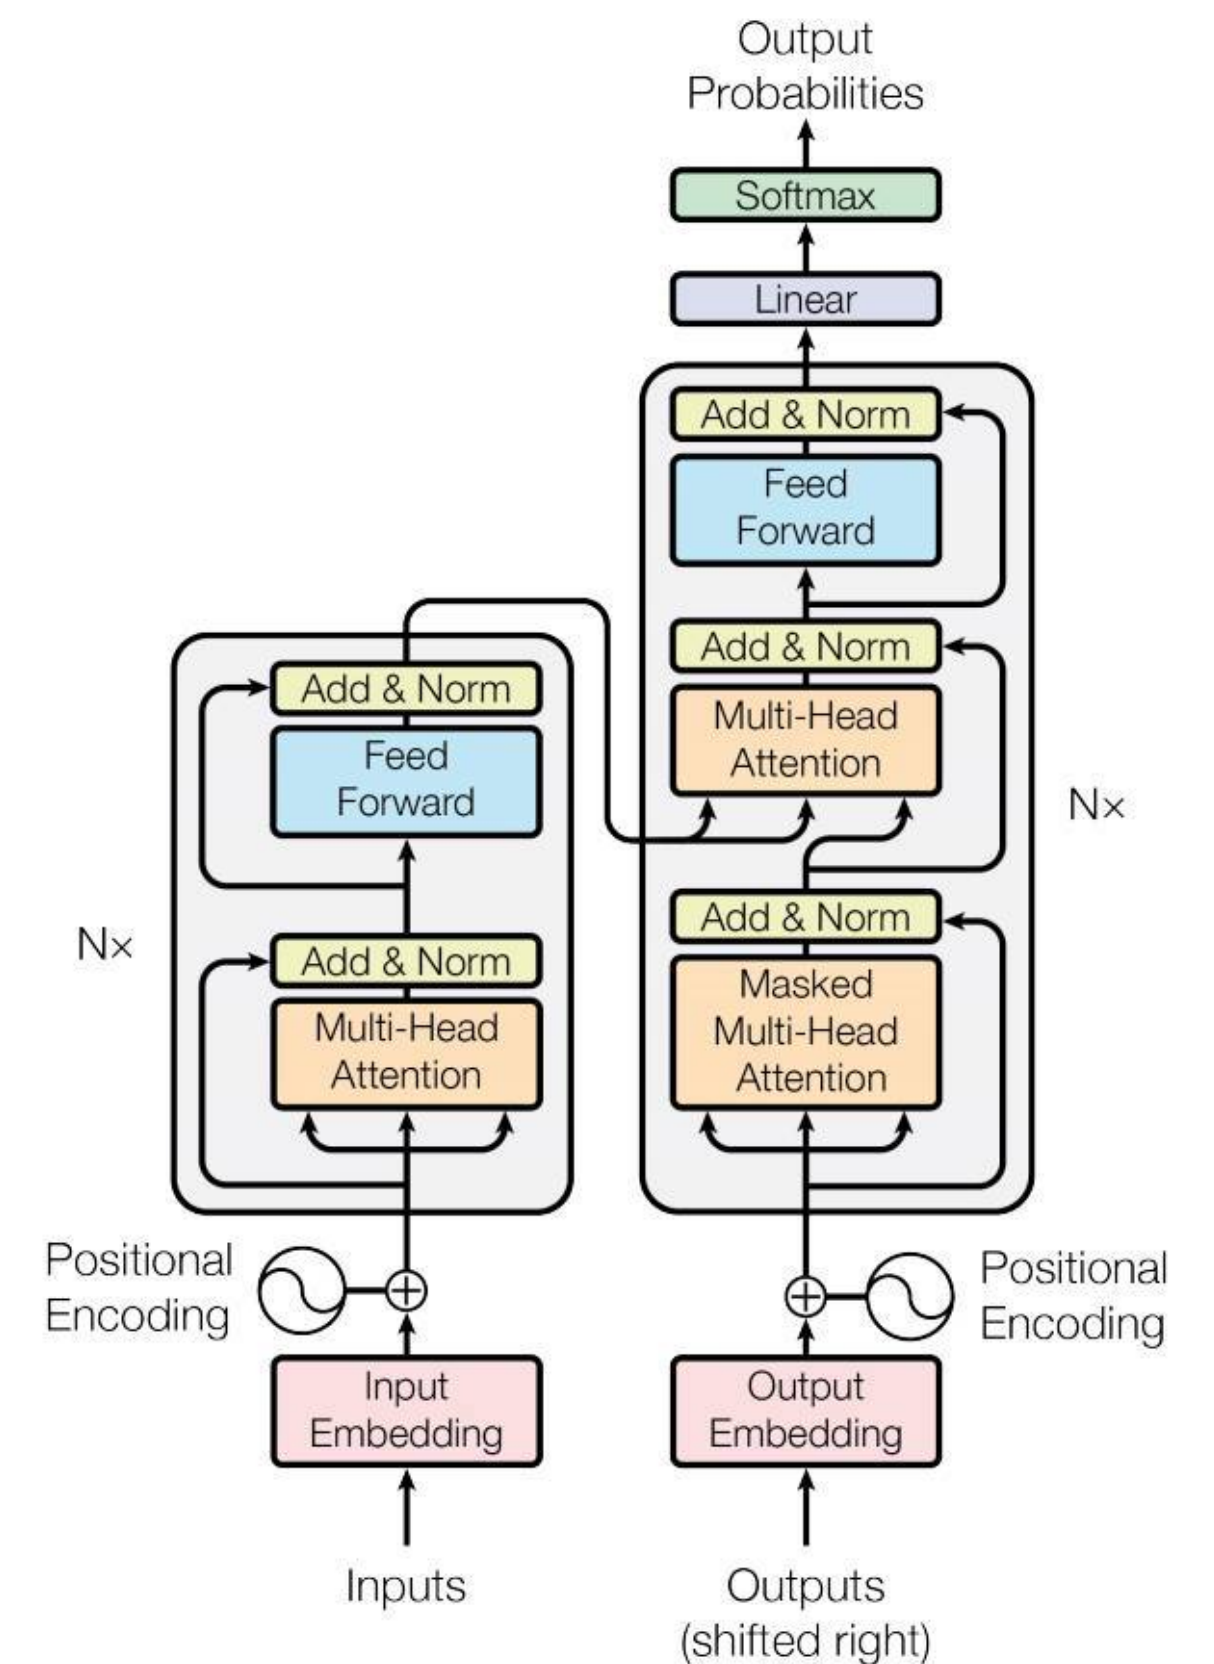 Output
Probabilities
Softmax
Linear
Add & Norm
Feed
Forward
Add & Norm
Multi-Head
Attention
Nx
Add & Norm
Masked
Multi-Head
Attention
Add & Norm
Feed
Forward
Nx
Add & Norm
Multi-Head
Attention
Positional
Encoding
Positional
Encoding
Input
Embedding
Output
Embedding
Inputs
Outputs
(shifted right)